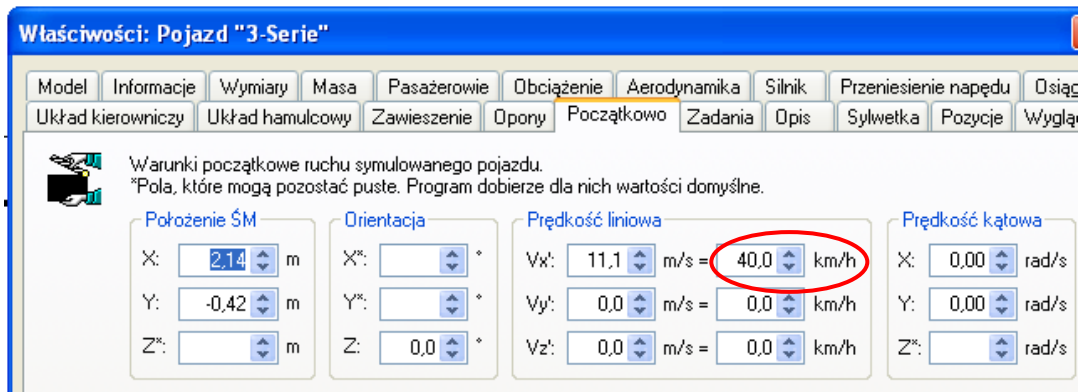 Właściwości: Pojazd "3-Serie"
Model Informacje Wymiary Masa Pasażerowie Obciążenie Aerodynamika Silnik Przeniesienie napędu Osiąg
Układ kierowniczy Układ hamulcowy Zawieszenie Opony Początkowo Zadania Opis Sylwetka Pozycje Wyglą
Warunki początkowe ruchu symulowanego pojazdu.
*Pola, które mogą pozostać puste. Program dobierze dla nich wartości domyślne.
Położenie ŚM Orientacja Prędkość liniowa Prędkość kątowa
X: 2,14 m X*: ° Vx': 11,1 m/s = 40,0 km/h X: 0,00 rad/s
Y: -0,42 m Y*: ° Vy': 0,0 m/s = 0,0 km/h Y: 0,00 rad/s
Z*: m Z: 0,0 ° Vz': 0,0 m/s = 0,0 km/h Z*: rad/s